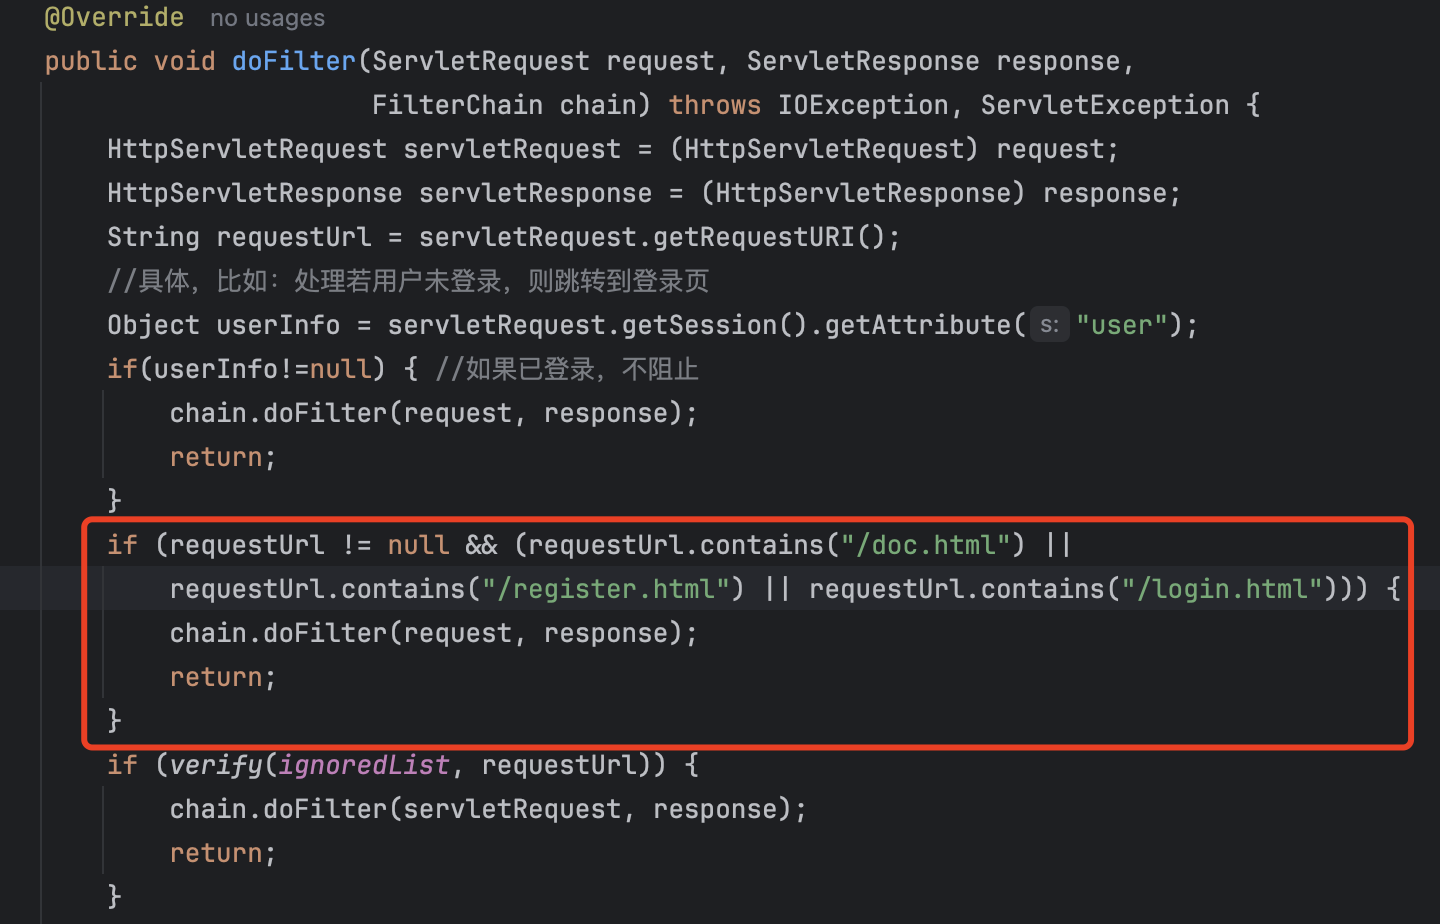 @Override no usages
public void doFilter(ServletRequest request, ServletResponse response,
FilterChain chain) throws IOException, ServletException {
HttpServletRequest servletRequest = (HttpServletRequest) request;
HttpServletResponse servletResponse = (HttpServletResponse) response;
String requestUrl = servletRequest.getRequestURI();
//具体，比如：处理若用户未登录，则跳转到登录页
Object userInfo = servletRequest.getSession().getAttribute( s: "user");
if(userInfo!=null) { //如果已登录，不阻止
chain.doFilter(request, response);
return;
}
if (requestUrl != null && (requestUrl.contains("/doc.html") ||
requestUrl.contains("/register.html") || requestUrl.contains("/login.html"))) {
chain.doFilter(request, response);
return;
}
if (verify(ignoredList, requestUrl)) {
chain.doFilter(servletRequest, response);
return;
}